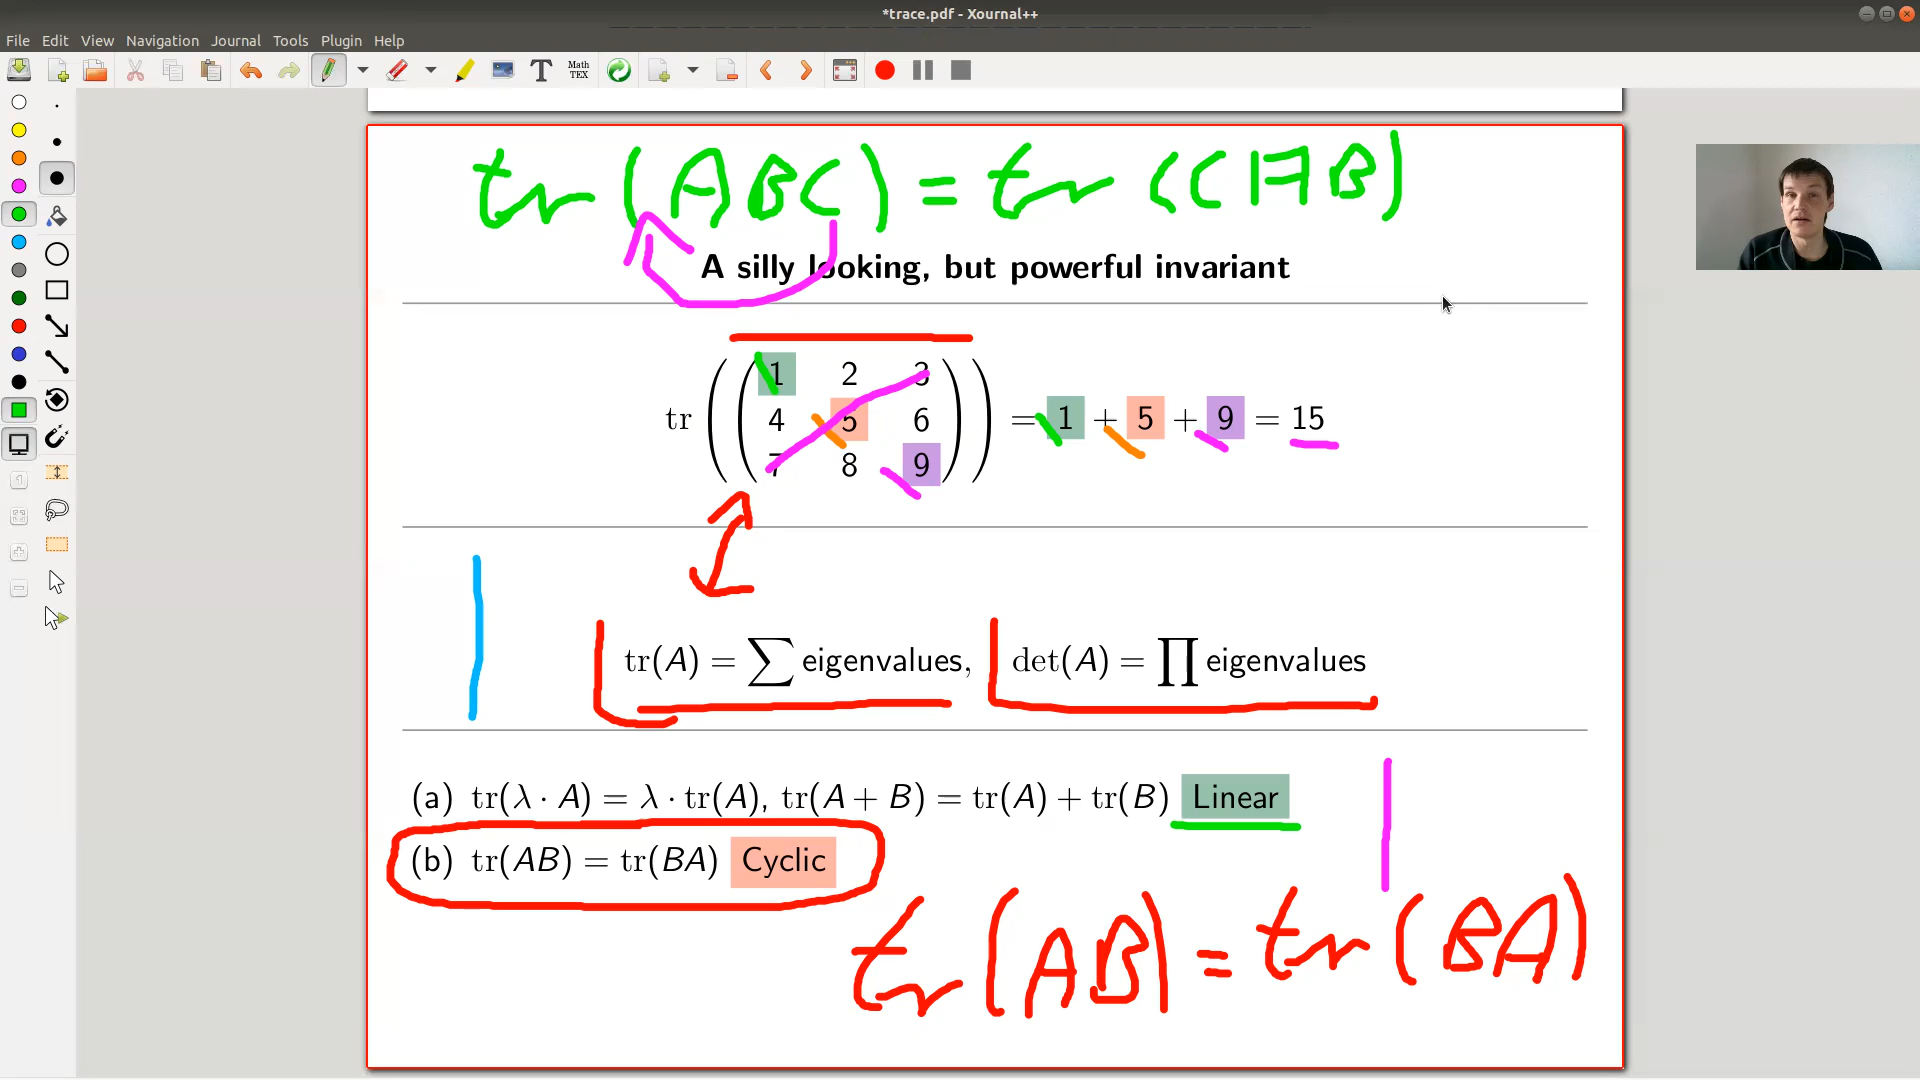 *trace.pdf - Xournal++
File Edit View Navigation Journal Tools Plugin Help
T Math TEX
tr (ABC) = tr (CAB)
A silly looking, but powerful invariant
tr ( ( 1 2 3
4 5 6
7 8 9 ) ) = 1 + 5 + 9 = 15
tr(A) = ∑ eigenvalues, det(A) = ∏ eigenvalues
(a) tr(λ · A) = λ · tr(A), tr(A + B) = tr(A) + tr(B) Linear
(b) tr(AB) = tr(BA) Cyclic
tr(AB) = tr(BA)